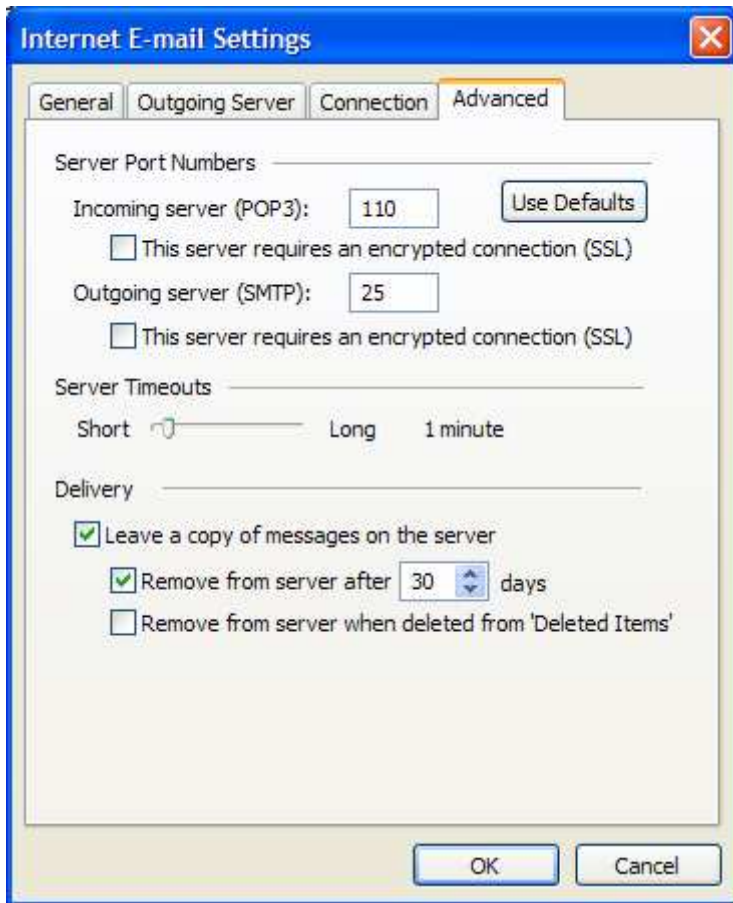 Internet E-mail Settings
General Outgoing Server Connection Advanced
Server Port Numbers
Incoming server (POP3): 110 Use Defaults
This server requires an encrypted connection (SSL)
Outgoing server (SMTP): 25
This server requires an encrypted connection (SSL)
Server Timeouts
Short Long 1 minute
Delivery
Leave a copy of messages on the server
Remove from server after 30 days
Remove from server when deleted from 'Deleted Items'
OK Cancel